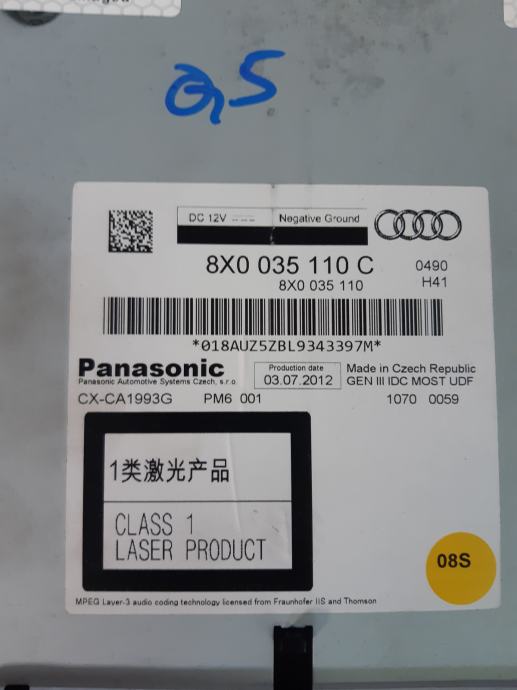 Q5
DC 12V Negative Ground
8X0 035 110 C 0490
8X0 035 110 H41
*018AUZ5ZBL9343397M*
Panasonic
Panasonic Automotive Systems Czech, s.r.o.
Production date
03.07.2012
Made in Czech Republic
GEN III IDC MOST UDF
CX-CA1993G PM6 001 1070 0059
1类激光产品
CLASS 1
LASER PRODUCT
08S
MPEG Layer-3 audio coding technology licensed from Fraunhofer IIS and Thomson